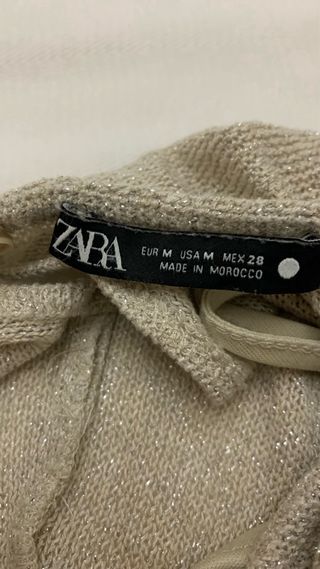 ZARA
EUR M USA M MEX 28
MADE IN MOROCCO